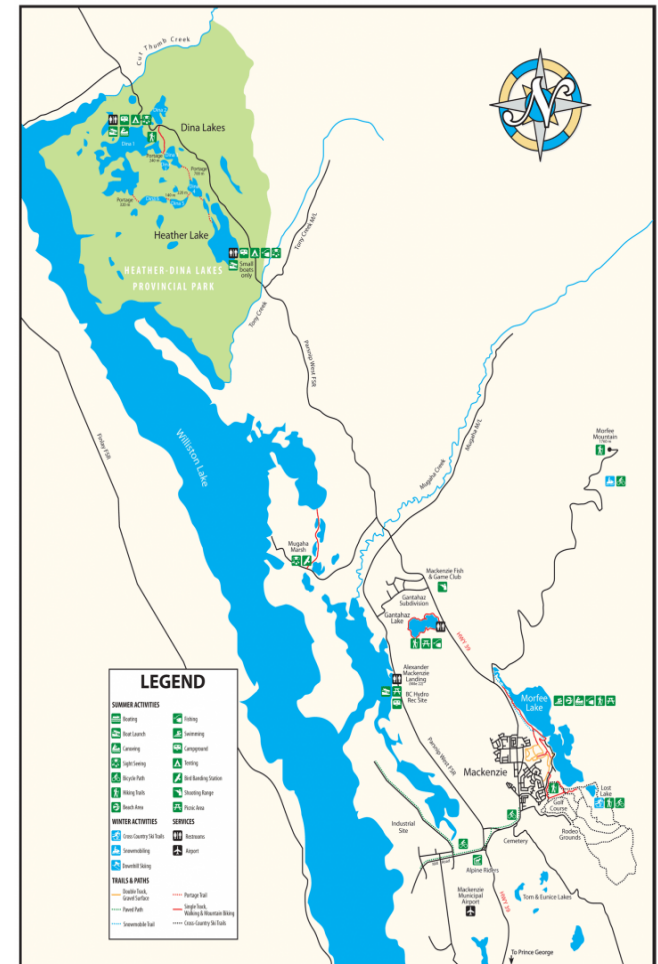 Cut Thumb Creek
N
Dina 2
Dina Lakes
Dina 1
Portage
Portage
Portage
Heather Lake
Small
boats
only
HEATHER-DINA LAKES
PROVINCIAL PARK
Tony Creek M/L
Tony Creek
Parsnip West FSR
Finlay FSR
Williston Lake
Mugaha Creek
Mugaha M/L
Morfee
Mountain
Mugaha
Marsh
Mackenzie Fish
& Game Club
Gantahaz
Subdivision
Gantahaz
Lake
HWY 39
Alexander
Mackenzie
Landing
BC Hydro
Rec Site
Morfee
Lake
Parsnip West FSR
Mackenzie
Lost
Lake
Golf
Course
Rodeo
Grounds
Industrial
Site
Cemetery
Alpine Riders
Mackenzie
Municipal
Airport
HWY 39
Tom & Eunice Lakes
To Prince George
LEGEND
SUMMER ACTIVITIES
Boating
Fishing
Boat Launch
Swimming
Canoeing
Campground
Sight Seeing
Tenting
Bicycle Path
Bird Banding Station
Hiking Trails
Shooting Range
Beach Area
Picnic Area
WINTER ACTIVITIES
SERVICES
Cross Country Ski Trails
Restrooms
Snowmobiling
Airport
Downhill Skiing
TRAILS & PATHS
Double Track,
Gravel Surface
Portage Trail
Paved Path
Single Track,
Walking & Mountain Biking
Snowmobile Trail
Cross-Country Ski Trails